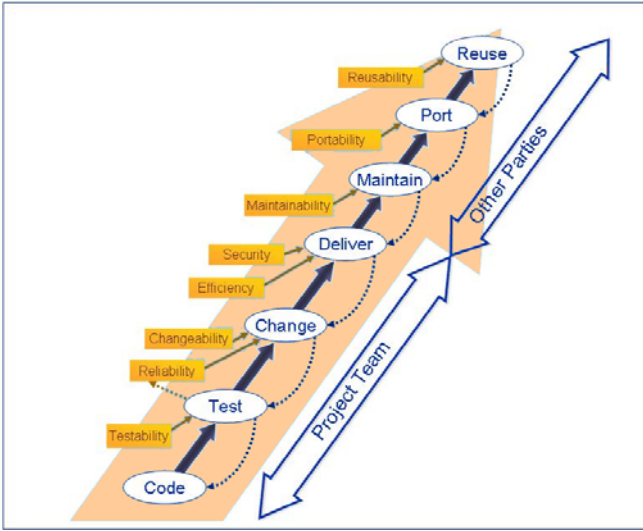 Reuse
Reusability
Port
Portability
Maintain
Maintainability
Deliver
Security
Efficiency
Change
Changeability
Reliability
Test
Testability
Code
Other Parties
Project Team